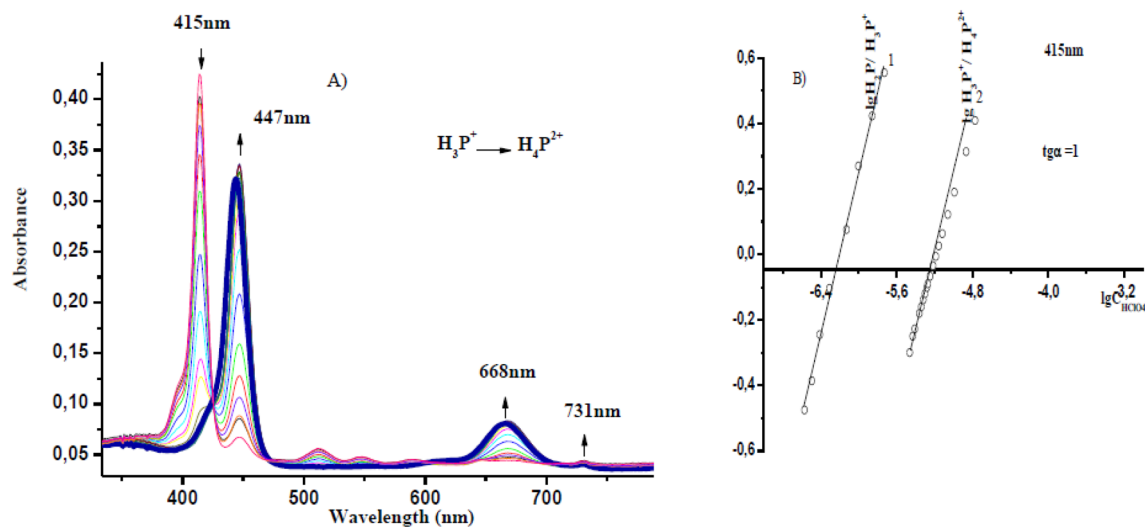 415nm
A)
447nm
H3P+ → H4P2+
668nm
731nm
Absorbance
0,40
0,35
0,30
0,25
0,20
0,15
0,10
0,05
400 500 600 700
Wavelength (nm)
B)
lgH2P/ H3P+
1
lgH3P+/ H4P2+
2
415nm
tgα =1
0,6
0,4
0,2
0,0
-0,2
-0,4
-0,6
-6,4 -5,6 -4,8 -4,0 -3,2
lgCHClO4